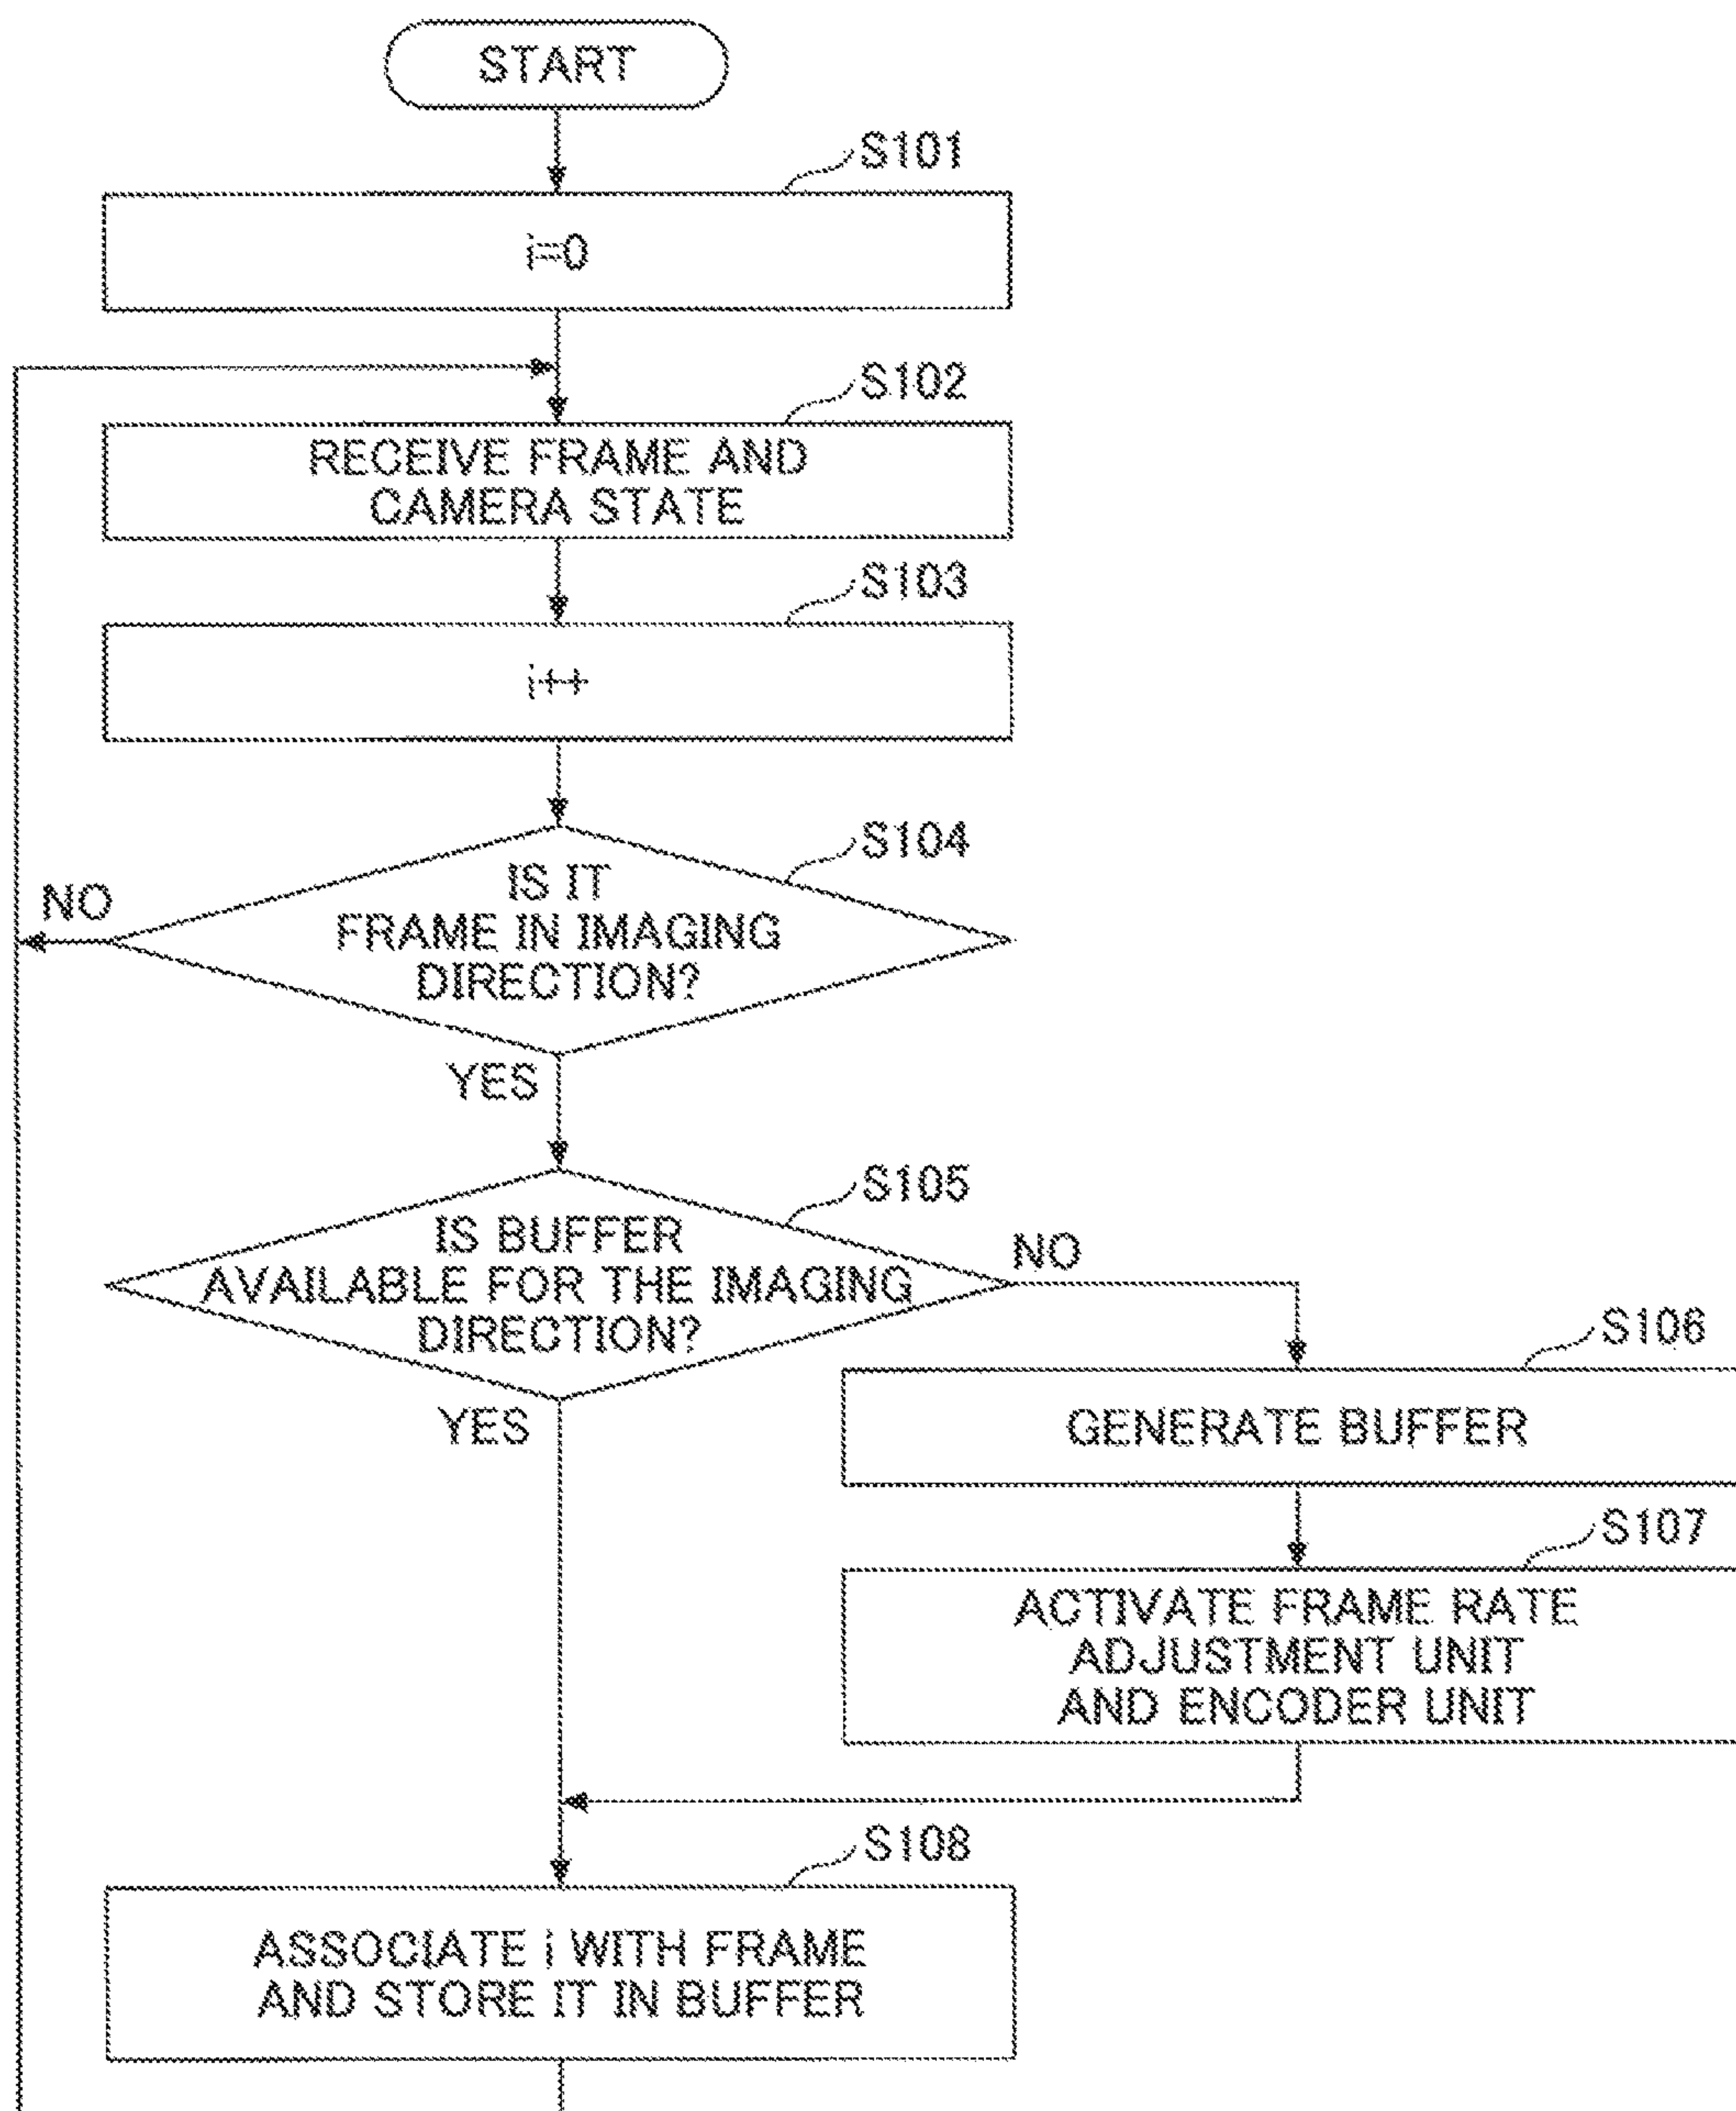 START
S101
i=0
S102
RECEIVE FRAME AND
CAMERA STATE
S103
i++
S104
IS IT
FRAME IN IMAGING
DIRECTION?
NO
YES
S105
IS BUFFER
AVAILABLE FOR THE IMAGING
DIRECTION?
NO
YES
S106
GENERATE BUFFER
S107
ACTIVATE FRAME RATE
ADJUSTMENT UNIT
AND ENCODER UNIT
S108
ASSOCIATE i WITH FRAME
AND STORE IT IN BUFFER